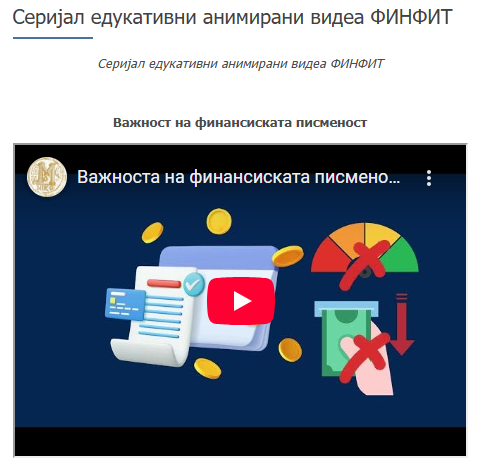 Серијал едукативни анимирани видеа ФИНФИТ
Серијал едукативни анимирани видеа ФИНФИТ
Важност на финансиската писменост
Важноста на финансиската писмено...